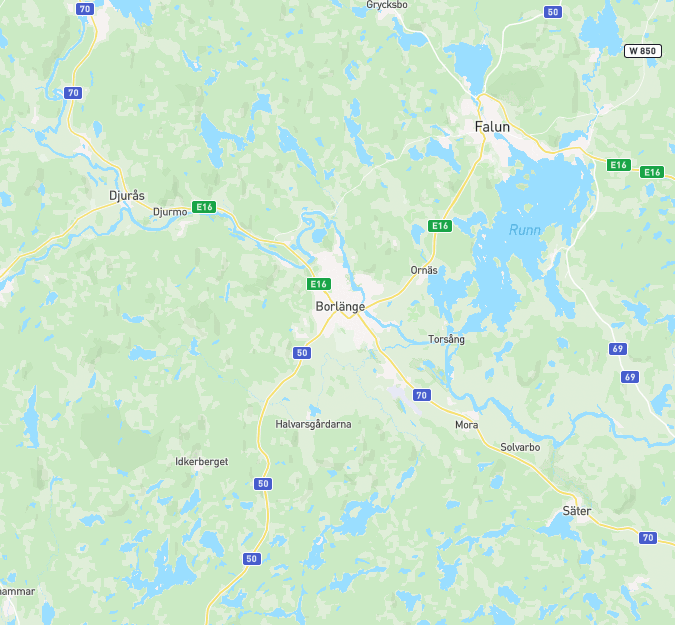 Grycksbo
70
50
W 850
70
Falun
E16
E16
Djurås
Djurmo
E16
E16
Runn
Ornäs
E16
Borlänge
Torsång
50
69
69
70
Halvarsgårdarna
Mora
Solvarbo
Idkerberget
50
Säter
70
50
ammar